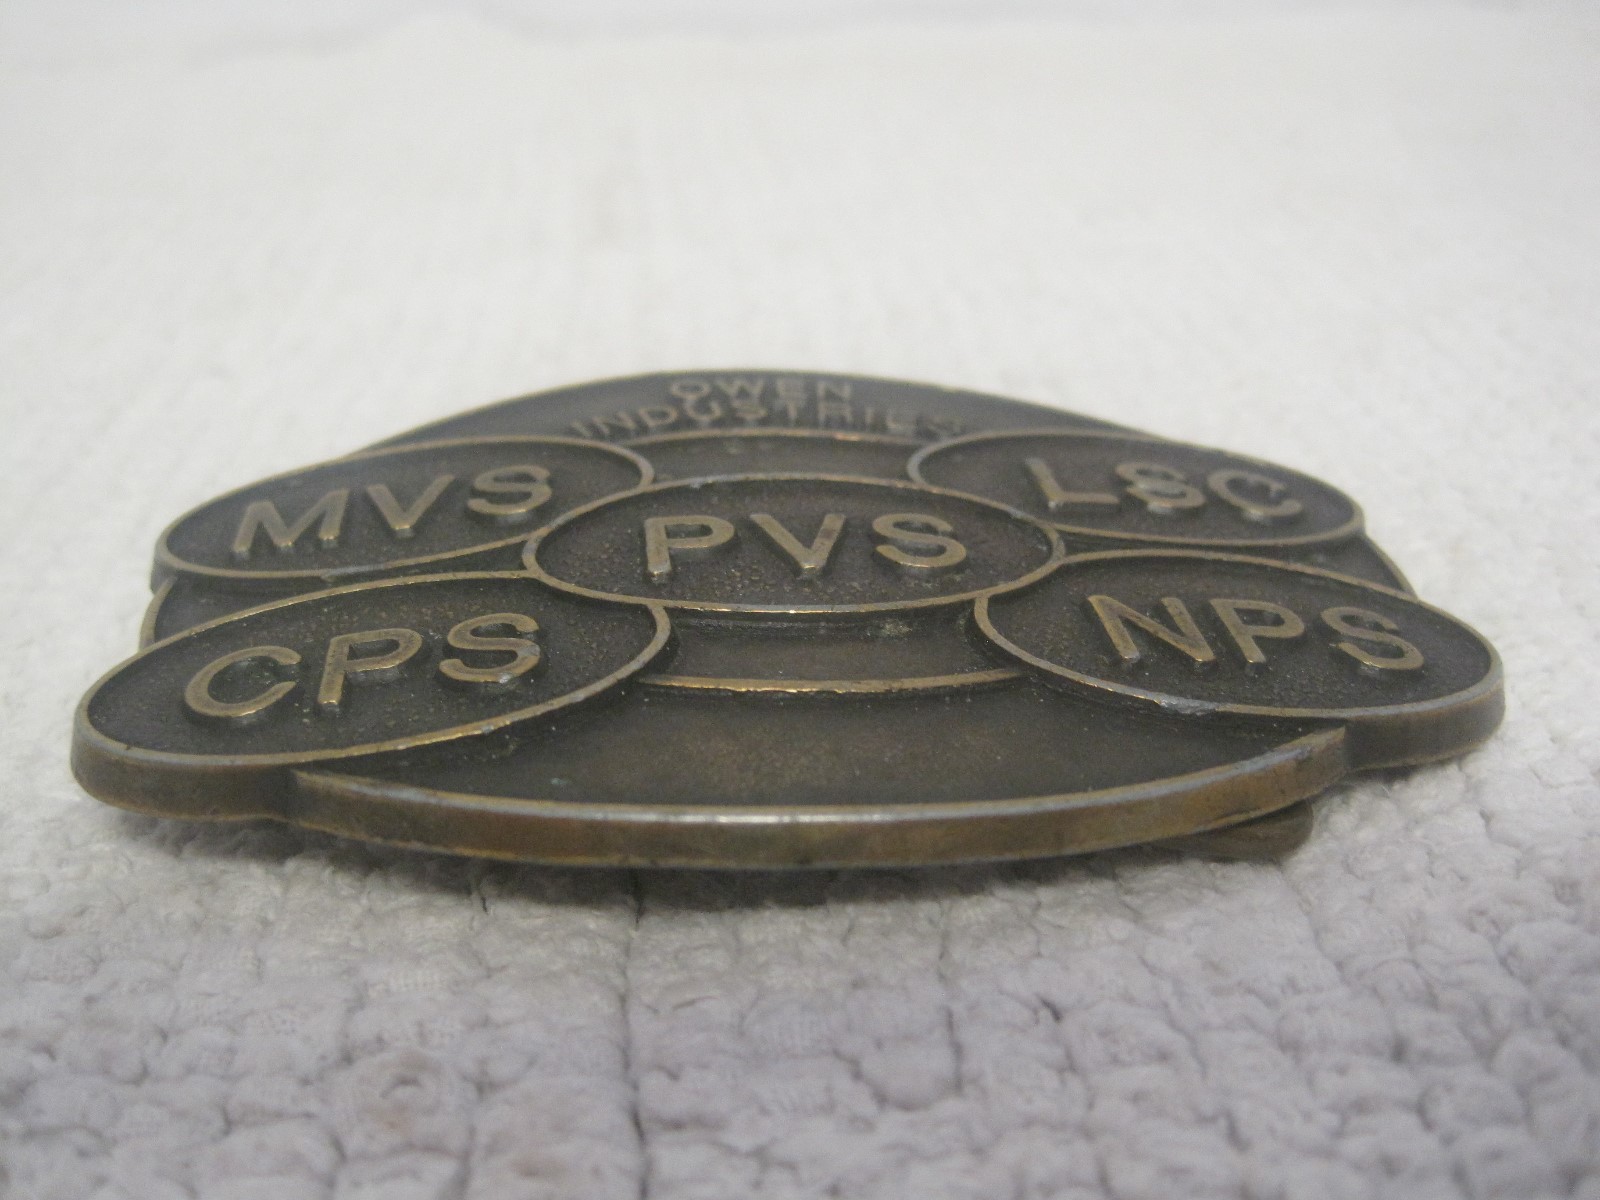 OWEN
INDUSTRIES
MVS
LSC
PVS
CPS
NPS